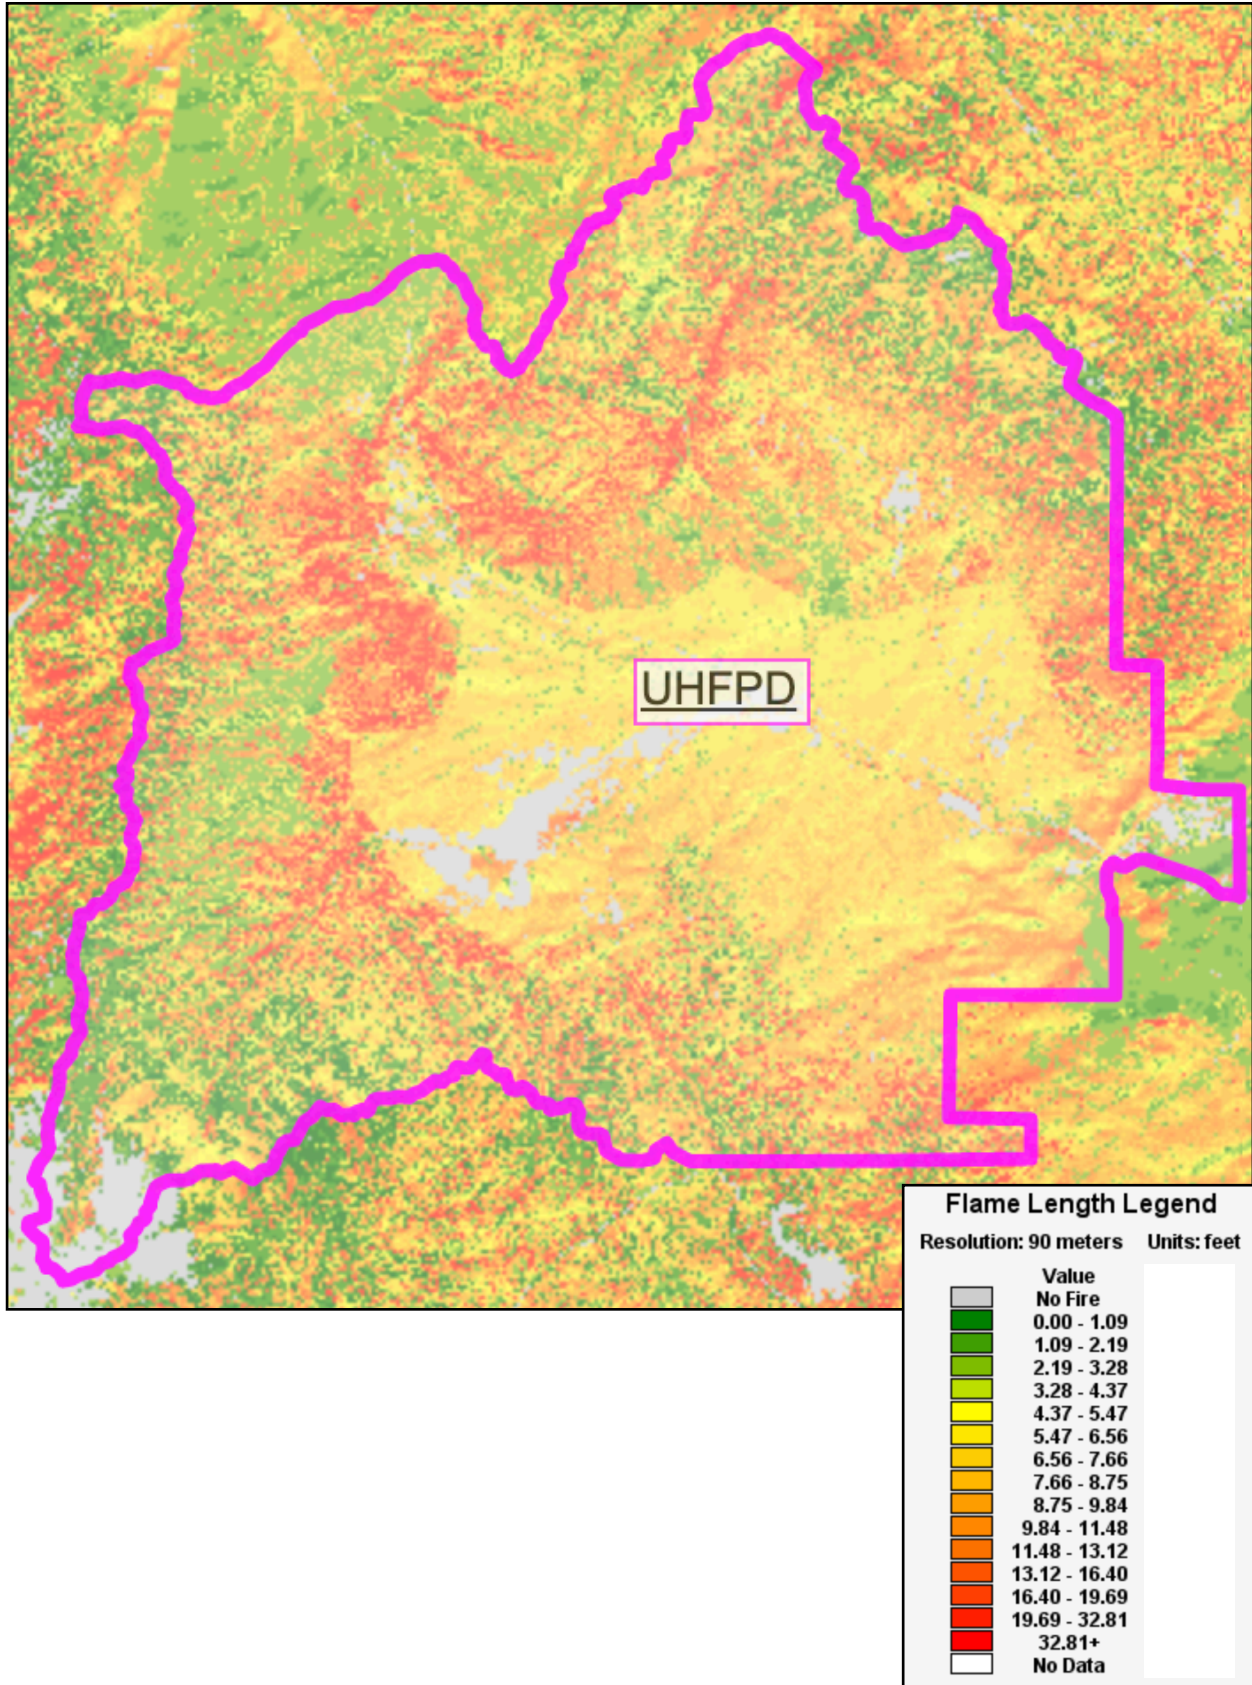 UHFPD
Flame Length Legend
Resolution: 90 meters Units: feet
Value
No Fire
0.00 - 1.09
1.09 - 2.19
2.19 - 3.28
3.28 - 4.37
4.37 - 5.47
5.47 - 6.56
6.56 - 7.66
7.66 - 8.75
8.75 - 9.84
9.84 - 11.48
11.48 - 13.12
13.12 - 16.40
16.40 - 19.69
19.69 - 32.81
32.81+
No Data